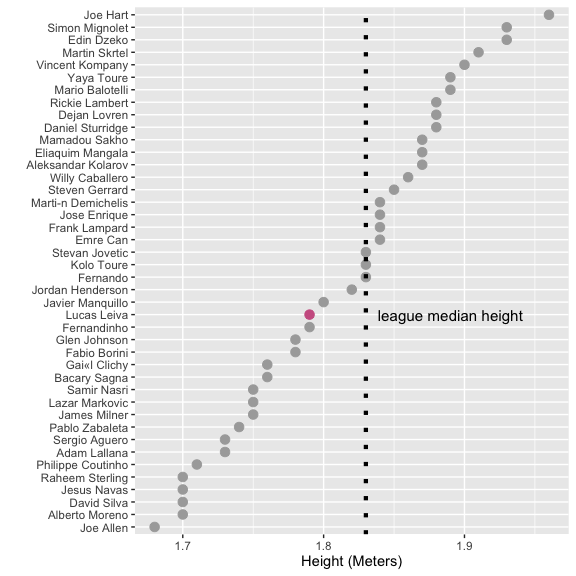 Joe Hart
Simon Mignolet
Edin Dzeko
Martin Skrtel
Vincent Kompany
Yaya Toure
Mario Balotelli
Rickie Lambert
Dejan Lovren
Daniel Sturridge
Mamadou Sakho
Eliaquim Mangala
Aleksandar Kolarov
Willy Caballero
Steven Gerrard
Marti-n Demichelis
Jose Enrique
Frank Lampard
Emre Can
Stevan Jovetic
Kolo Toure
Fernando
Jordan Henderson
Javier Manquillo
Lucas Leiva
league median height
Fernandinho
Glen Johnson
Fabio Borini
Gai«l Clichy
Bacary Sagna
Samir Nasri
Lazar Markovic
James Milner
Pablo Zabaleta
Sergio Aguero
Adam Lallana
Philippe Coutinho
Raheem Sterling
Jesus Navas
David Silva
Alberto Moreno
Joe Allen
1.7 1.8 1.9
Height (Meters)